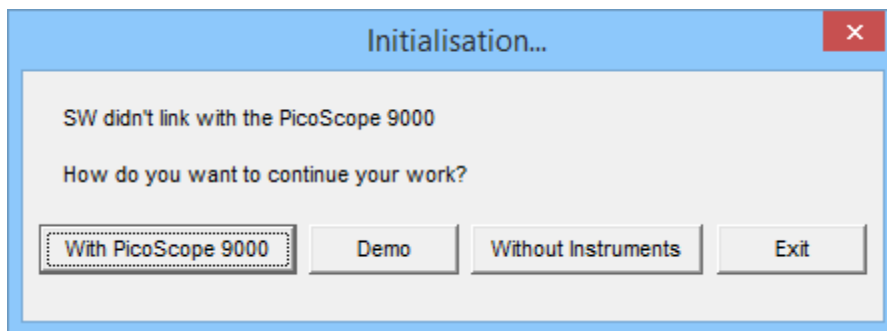 Initialisation...
SW didn't link with the PicoScope 9000
How do you want to continue your work?
With PicoScope 9000 Demo Without Instruments Exit